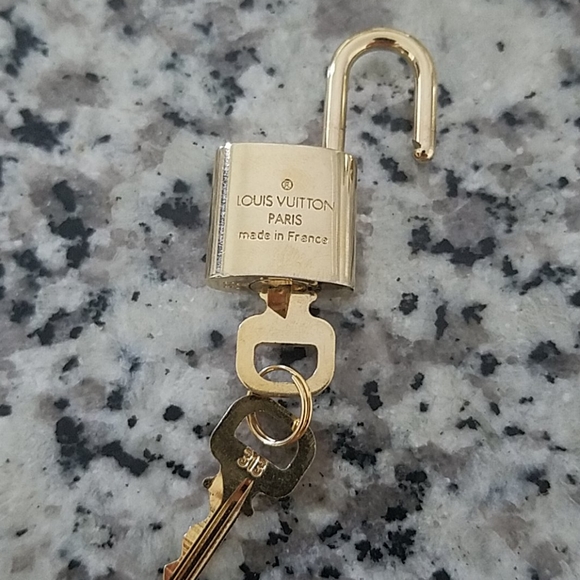 ®
LOUIS VUITTON
PARIS
made in France
313